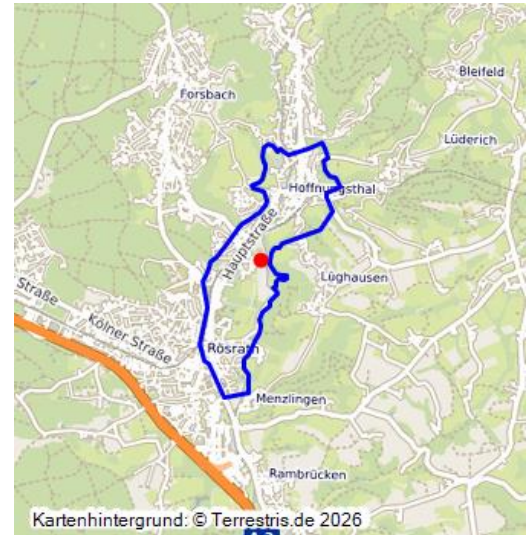 Bleifeld
Forsbach
Lüderich
Hoffnungsthal
Hauptstraße
Lüghausen
Straße
Kölner Straße
Rösrath
Menzlingen
Rambrücken
Kartenhintergrund: © Terrestris.de 2026